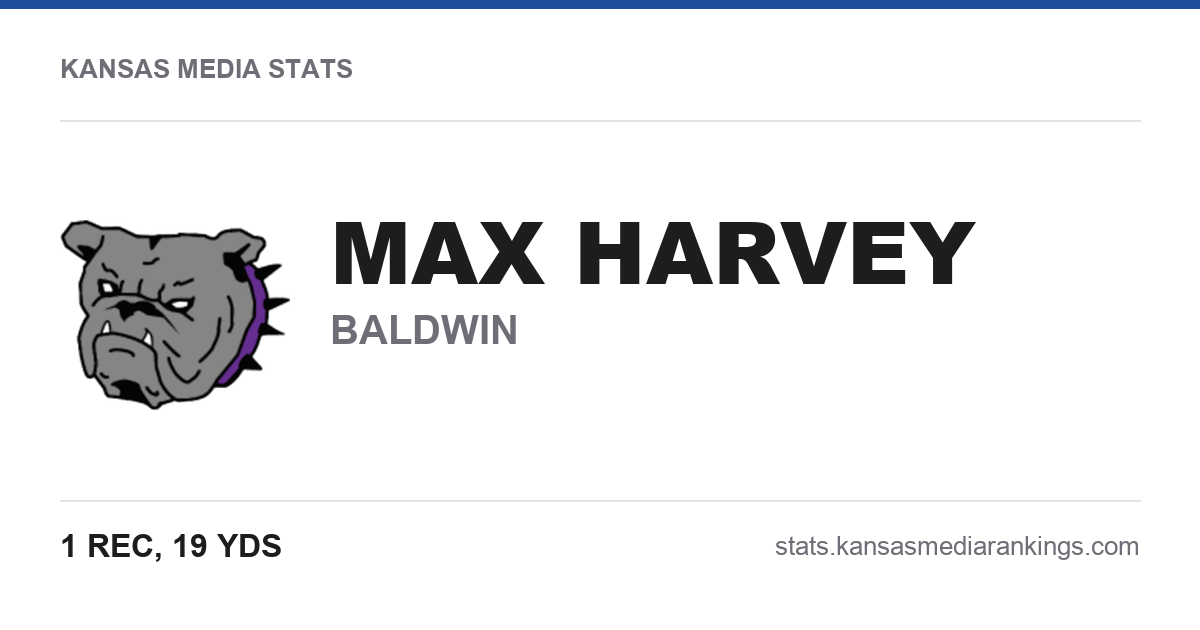 KANSAS MEDIA STATS
MAX HARVEY
BALDWIN
1 REC, 19 YDS
stats.kansasmediarankings.com